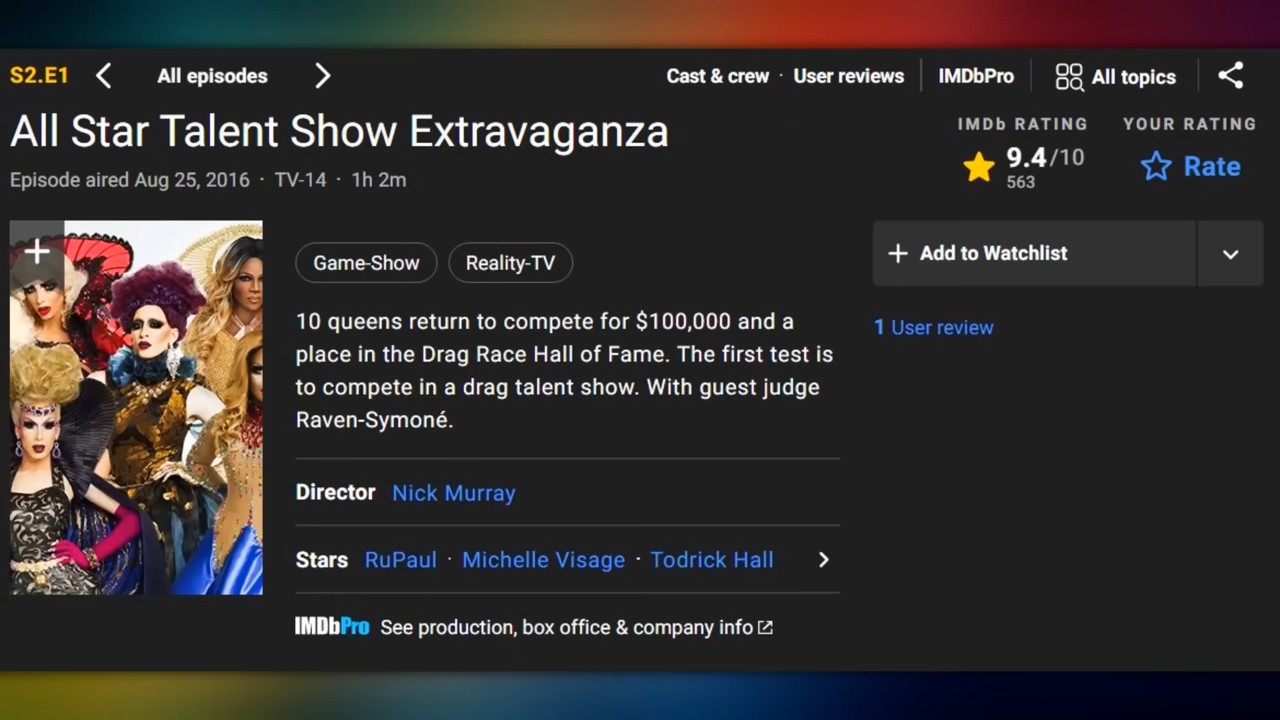 S2.E1 All episodes Cast & crew · User reviews IMDbPro All topics
All Star Talent Show Extravaganza
IMDb RATING YOUR RATING
Episode aired Aug 25, 2016 · TV-14 · 1h 2m
9.4/10 Rate
563
+ Add to Watchlist
Game-Show Reality-TV
1 User review
10 queens return to compete for $100,000 and a
place in the Drag Race Hall of Fame. The first test is
to compete in a drag talent show. With guest judge
Raven-Symoné.
Director Nick Murray
Stars RuPaul · Michelle Visage · Todrick Hall
IMDbPro See production, box office & company info